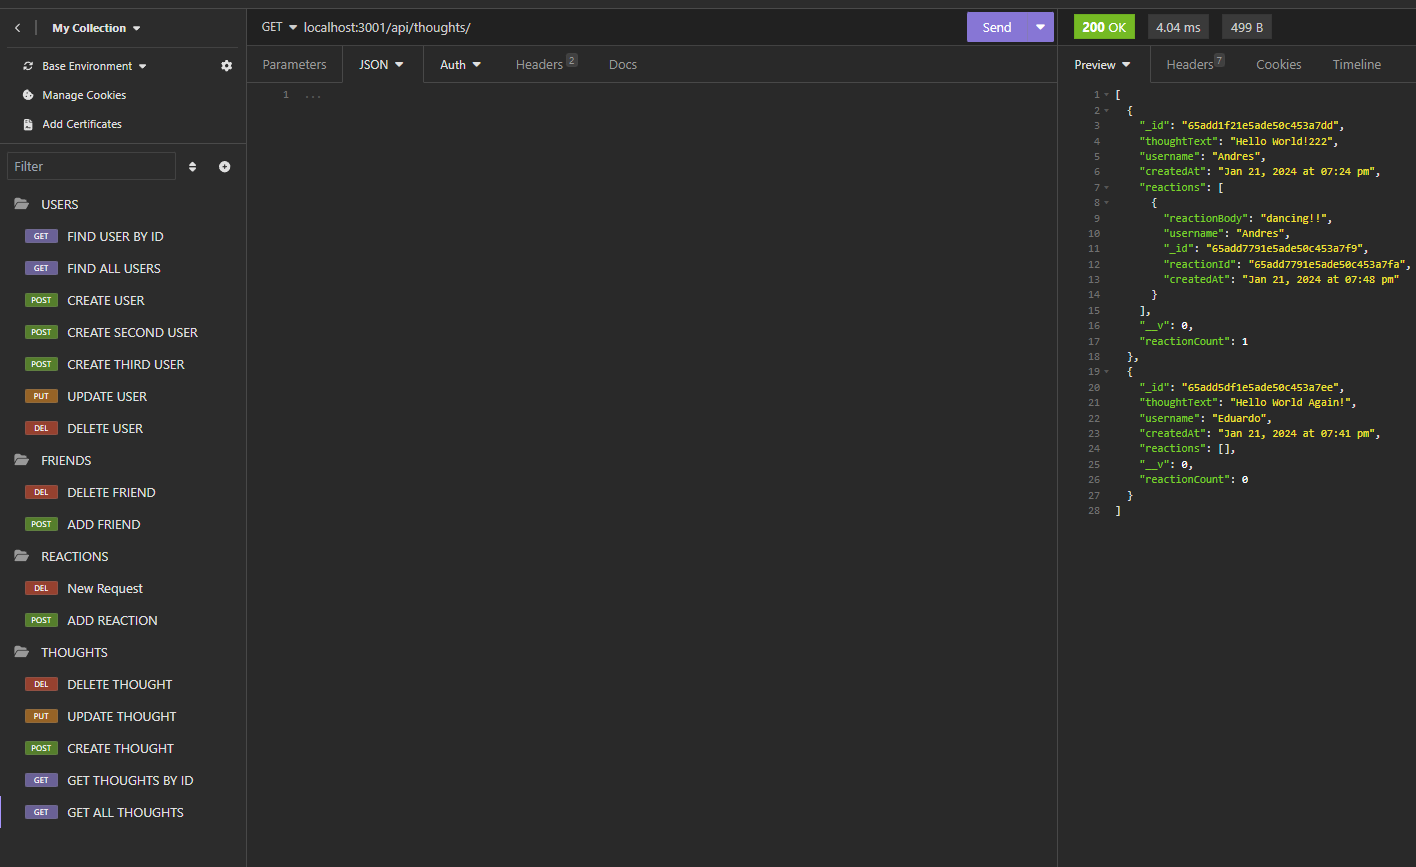 My Collection
Base Environment
Manage Cookies
Add Certificates
Filter
USERS
GET FIND USER BY ID
GET FIND ALL USERS
POST CREATE USER
POST CREATE SECOND USER
POST CREATE THIRD USER
PUT UPDATE USER
DEL DELETE USER
FRIENDS
DEL DELETE FRIEND
POST ADD FRIEND
REACTIONS
DEL New Request
POST ADD REACTION
THOUGHTS
DEL DELETE THOUGHT
PUT UPDATE THOUGHT
POST CREATE THOUGHT
GET GET THOUGHTS BY ID
GET GET ALL THOUGHTS
GET localhost:3001/api/thoughts/ Send
Parameters JSON Auth Headers 2 Docs
1 ...
200 OK 4.04 ms 499 B
Preview Headers 7 Cookies Timeline
1 [
2 {
3 "_id": "65add1f21e5ade50c453a7dd",
4 "thoughtText": "Hello World!222",
5 "username": "Andres",
6 "createdAt": "Jan 21, 2024 at 07:24 pm",
7 "reactions": [
8 {
9 "reactionBody": "dancing!!",
10 "username": "Andres",
11 "_id": "65add7791e5ade50c453a7f9",
12 "reactionId": "65add7791e5ade50c453a7fa",
13 "createdAt": "Jan 21, 2024 at 07:48 pm"
14 }
15 ],
16 "__v": 0,
17 "reactionCount": 1
18 },
19 {
20 "_id": "65add5df1e5ade50c453a7ee",
21 "thoughtText": "Hello World Again!",
22 "username": "Eduardo",
23 "createdAt": "Jan 21, 2024 at 07:41 pm",
24 "reactions": [],
25 "__v": 0,
26 "reactionCount": 0
27 }
28 ]